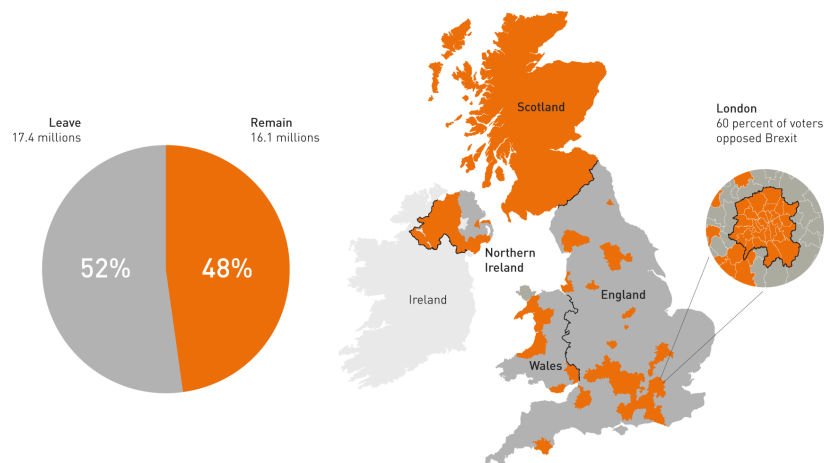 Leave
17.4 millions
Remain
16.1 millions
52%
48%
Scotland
Northern
Ireland
Ireland
England
Wales
London
60 percent of voters
opposed Brexit